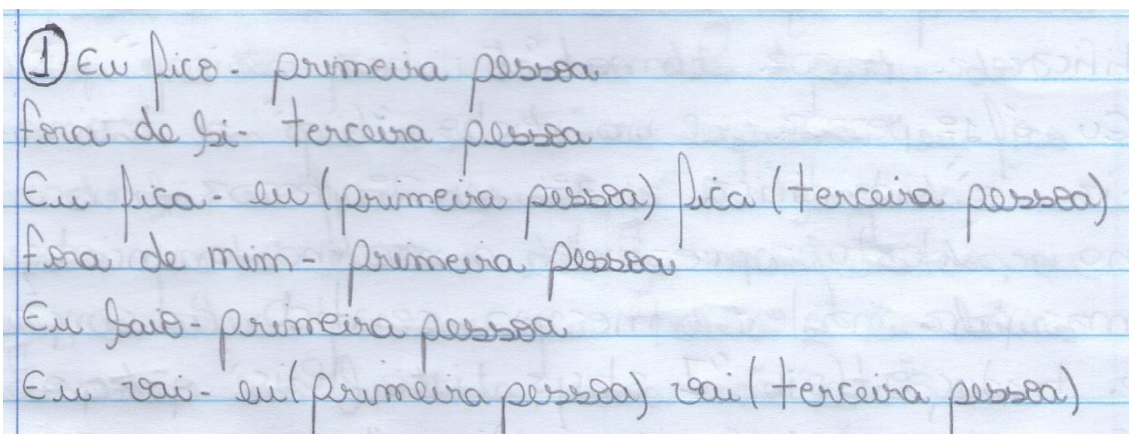 1 Eu fico - primeira pessoa
fora de si - terceira pessoa
Eu fica - eu (primeira pessoa) fica (terceira pessoa)
fora de mim - primeira pessoa
Eu saio - primeira pessoa
Eu vai - eu (primeira pessoa) vai (terceira pessoa)